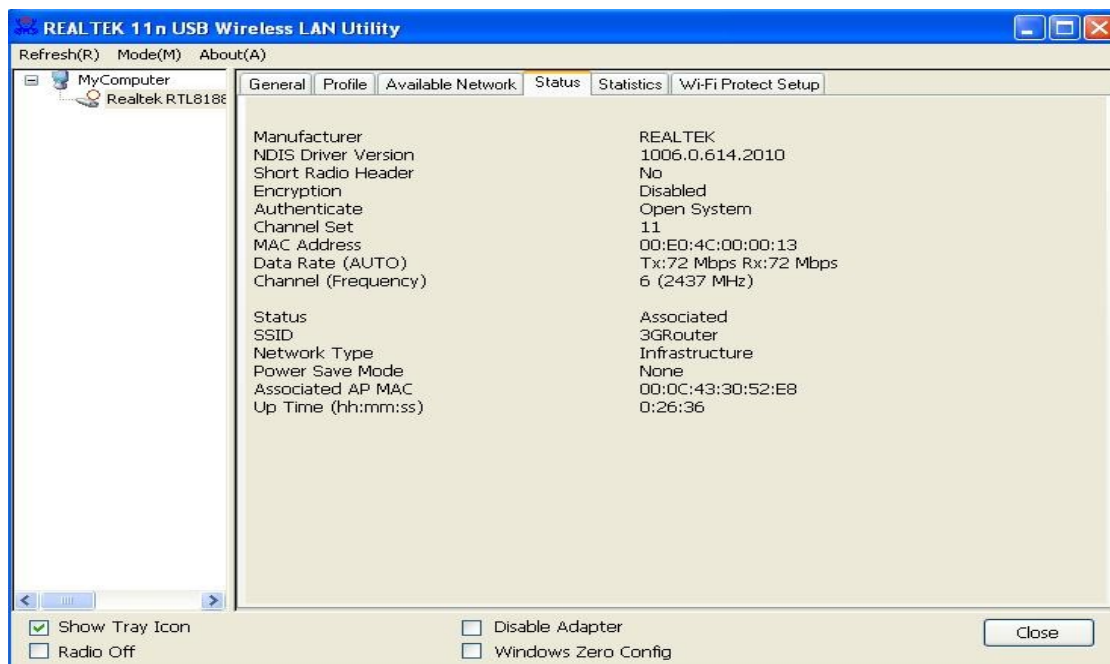 REALTEK 11n USB Wireless LAN Utility
Refresh(R) Mode(M) About(A)
MyComputer
Realtek RTL8188
General Profile Available Network Status Statistics Wi-Fi Protect Setup
Manufacturer REALTEK
NDIS Driver Version 1006.0.614.2010
Short Radio Header No
Encryption Disabled
Authenticate Open System
Channel Set 11
MAC Address 00:E0:4C:00:00:13
Data Rate (AUTO) Tx:72 Mbps Rx:72 Mbps
Channel (Frequency) 6 (2437 MHz)
Status Associated
SSID 3GRouter
Network Type Infrastructure
Power Save Mode None
Associated AP MAC 00:0C:43:30:52:E8
Up Time (hh:mm:ss) 0:26:36
Show Tray Icon Disable Adapter
Radio Off Windows Zero Config
Close